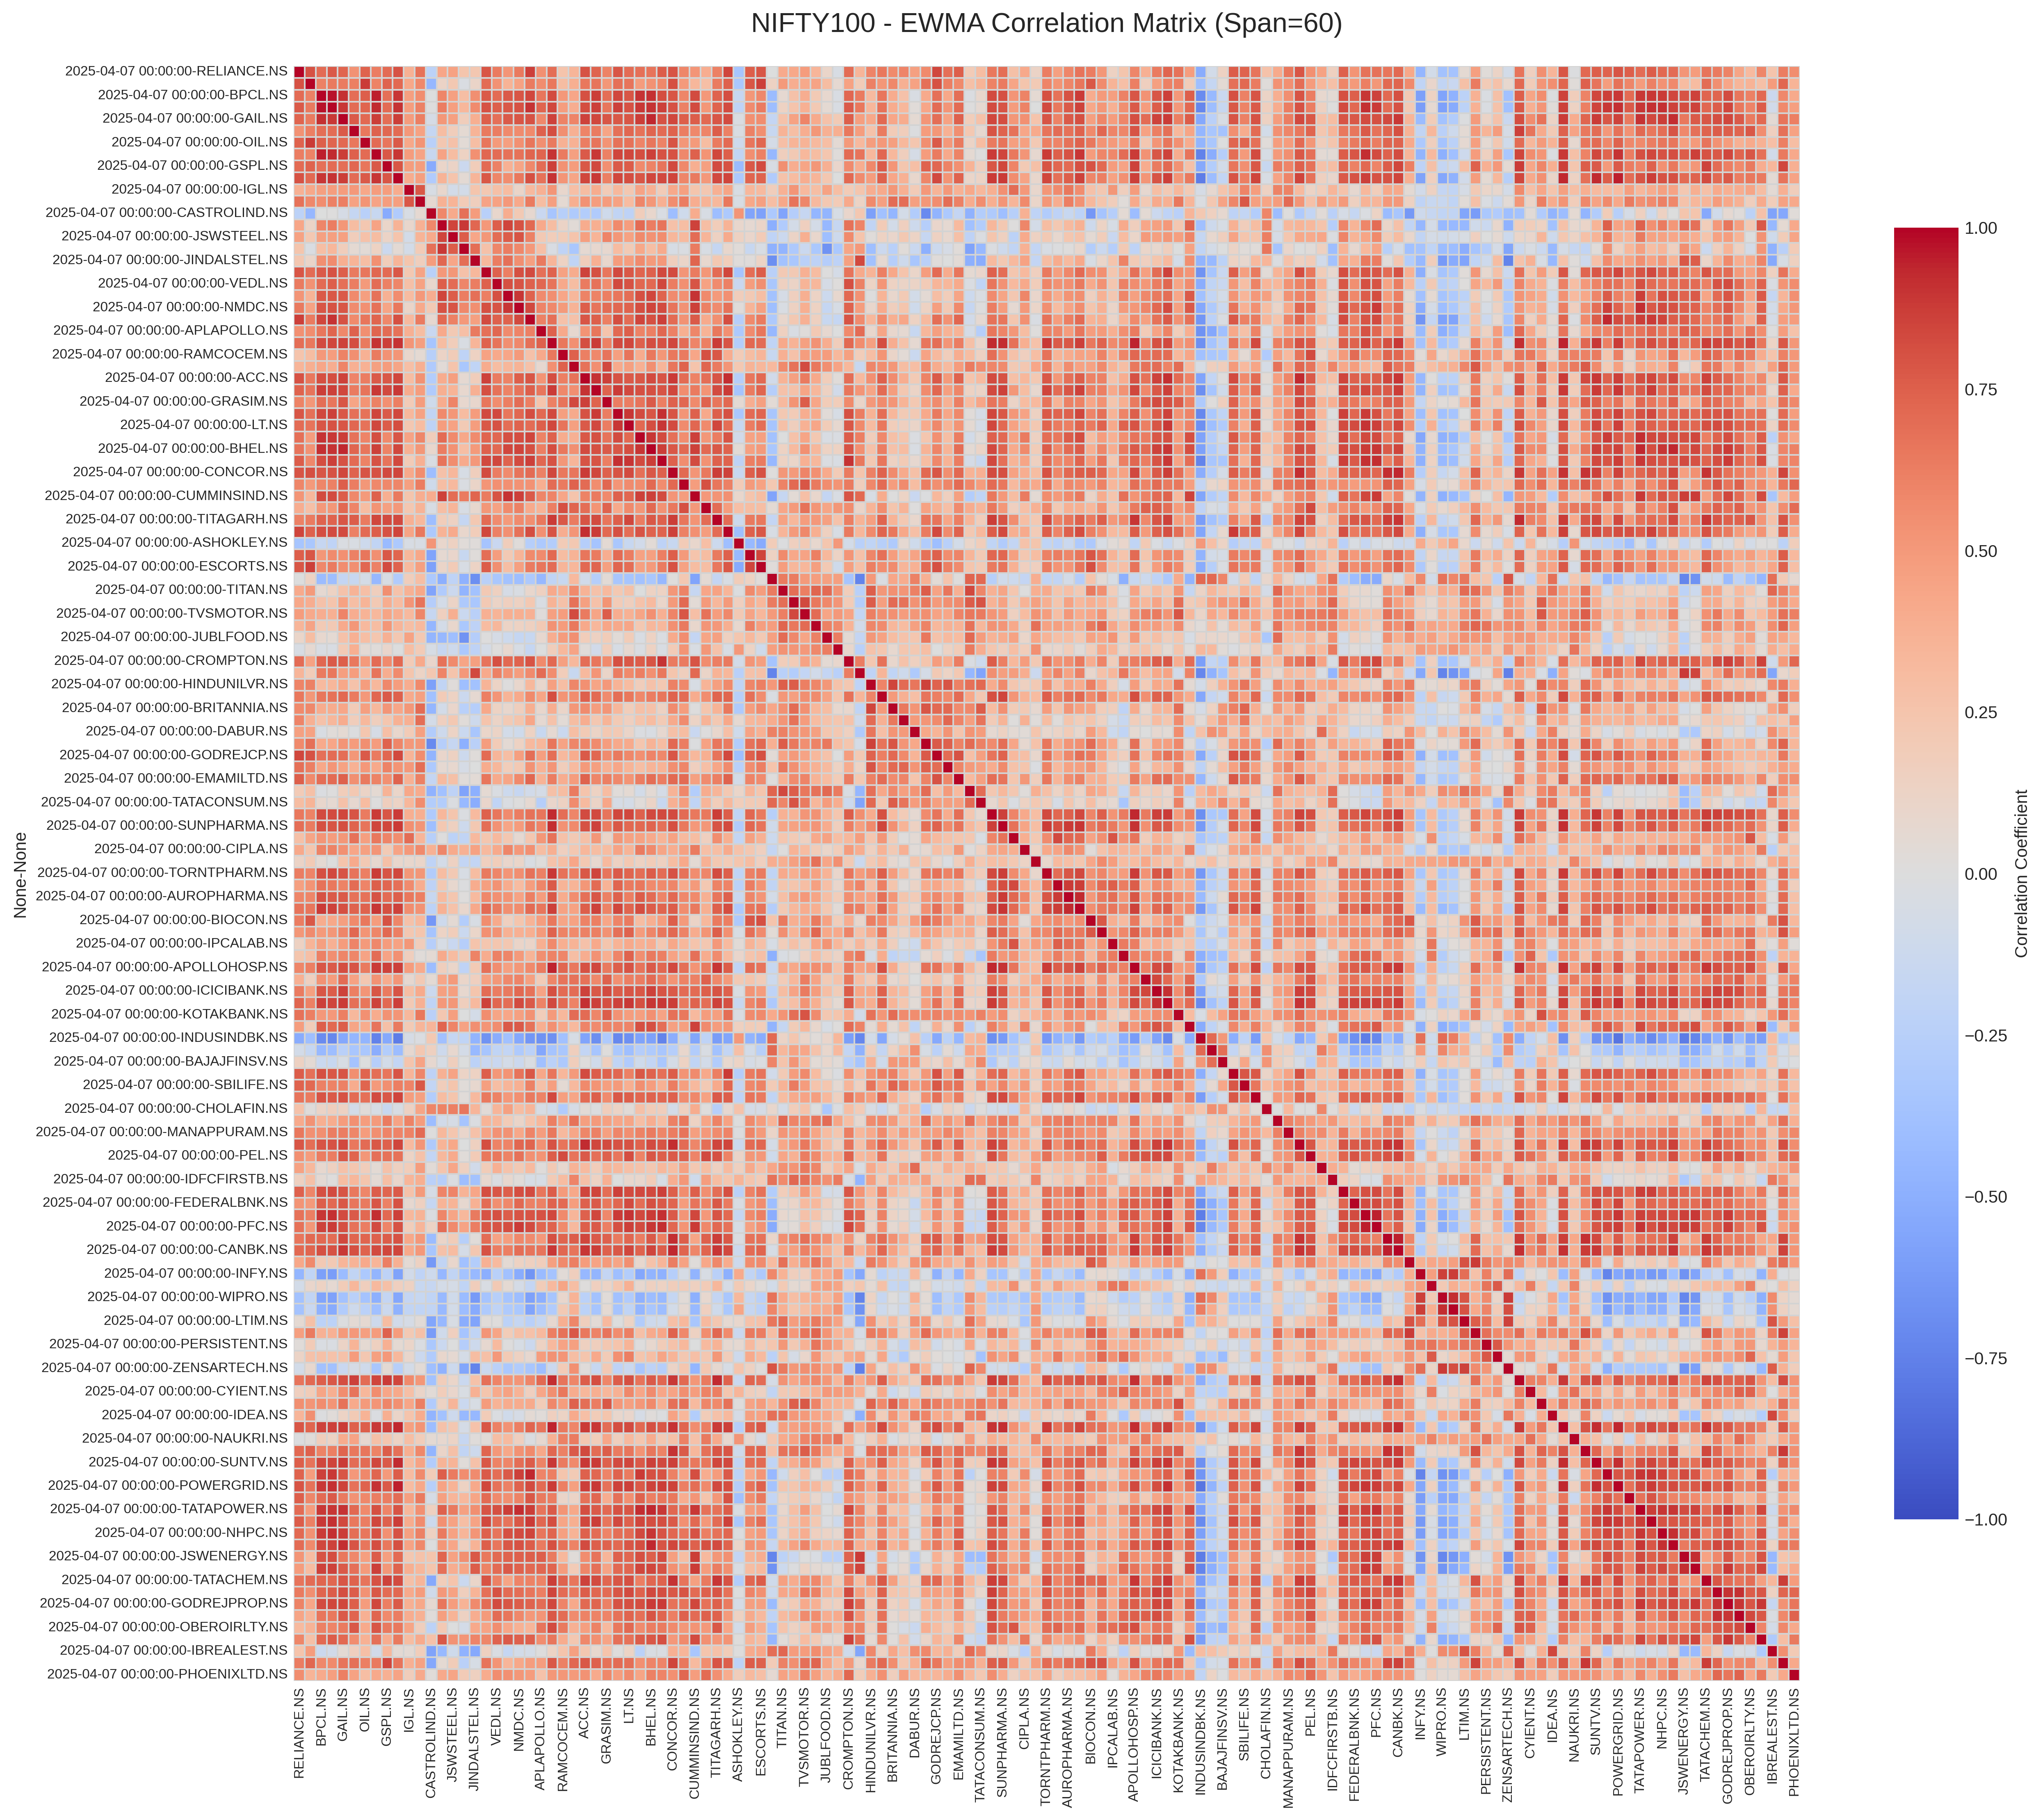 NIFTY100 - EWMA Correlation Matrix (Span=60)
None-None
2025-04-07 00:00:00-RELIANCE.NS
2025-04-07 00:00:00-BPCL.NS
2025-04-07 00:00:00-GAIL.NS
2025-04-07 00:00:00-OIL.NS
2025-04-07 00:00:00-GSPL.NS
2025-04-07 00:00:00-IGL.NS
2025-04-07 00:00:00-CASTROLIND.NS
2025-04-07 00:00:00-JSWSTEEL.NS
2025-04-07 00:00:00-JINDALSTEL.NS
2025-04-07 00:00:00-VEDL.NS
2025-04-07 00:00:00-NMDC.NS
2025-04-07 00:00:00-APLAPOLLO.NS
2025-04-07 00:00:00-RAMCOCEM.NS
2025-04-07 00:00:00-ACC.NS
2025-04-07 00:00:00-GRASIM.NS
2025-04-07 00:00:00-LT.NS
2025-04-07 00:00:00-BHEL.NS
2025-04-07 00:00:00-CONCOR.NS
2025-04-07 00:00:00-CUMMINSIND.NS
2025-04-07 00:00:00-TITAGARH.NS
2025-04-07 00:00:00-ASHOKLEY.NS
2025-04-07 00:00:00-ESCORTS.NS
2025-04-07 00:00:00-TITAN.NS
2025-04-07 00:00:00-TVSMOTOR.NS
2025-04-07 00:00:00-JUBLFOOD.NS
2025-04-07 00:00:00-CROMPTON.NS
2025-04-07 00:00:00-HINDUNILVR.NS
2025-04-07 00:00:00-BRITANNIA.NS
2025-04-07 00:00:00-DABUR.NS
2025-04-07 00:00:00-GODREJCP.NS
2025-04-07 00:00:00-EMAMILTD.NS
2025-04-07 00:00:00-TATACONSUM.NS
2025-04-07 00:00:00-SUNPHARMA.NS
2025-04-07 00:00:00-CIPLA.NS
2025-04-07 00:00:00-TORNTPHARM.NS
2025-04-07 00:00:00-AUROPHARMA.NS
2025-04-07 00:00:00-BIOCON.NS
2025-04-07 00:00:00-IPCALAB.NS
2025-04-07 00:00:00-APOLLOHOSP.NS
2025-04-07 00:00:00-ICICIBANK.NS
2025-04-07 00:00:00-KOTAKBANK.NS
2025-04-07 00:00:00-INDUSINDBK.NS
2025-04-07 00:00:00-BAJAJFINSV.NS
2025-04-07 00:00:00-SBILIFE.NS
2025-04-07 00:00:00-CHOLAFIN.NS
2025-04-07 00:00:00-MANAPPURAM.NS
2025-04-07 00:00:00-PEL.NS
2025-04-07 00:00:00-IDFCFIRSTB.NS
2025-04-07 00:00:00-FEDERALBNK.NS
2025-04-07 00:00:00-PFC.NS
2025-04-07 00:00:00-CANBK.NS
2025-04-07 00:00:00-INFY.NS
2025-04-07 00:00:00-WIPRO.NS
2025-04-07 00:00:00-LTIM.NS
2025-04-07 00:00:00-PERSISTENT.NS
2025-04-07 00:00:00-ZENSARTECH.NS
2025-04-07 00:00:00-CYIENT.NS
2025-04-07 00:00:00-IDEA.NS
2025-04-07 00:00:00-NAUKRI.NS
2025-04-07 00:00:00-SUNTV.NS
2025-04-07 00:00:00-POWERGRID.NS
2025-04-07 00:00:00-TATAPOWER.NS
2025-04-07 00:00:00-NHPC.NS
2025-04-07 00:00:00-JSWENERGY.NS
2025-04-07 00:00:00-TATACHEM.NS
2025-04-07 00:00:00-GODREJPROP.NS
2025-04-07 00:00:00-OBEROIRLTY.NS
2025-04-07 00:00:00-IBREALEST.NS
2025-04-07 00:00:00-PHOENIXLTD.NS
RELIANCE.NS
BPCL.NS
GAIL.NS
OIL.NS
GSPL.NS
IGL.NS
CASTROLIND.NS
JSWSTEEL.NS
JINDALSTEL.NS
VEDL.NS
NMDC.NS
APLAPOLLO.NS
RAMCOCEM.NS
ACC.NS
GRASIM.NS
LT.NS
BHEL.NS
CONCOR.NS
CUMMINSIND.NS
TITAGARH.NS
ASHOKLEY.NS
ESCORTS.NS
TITAN.NS
TVSMOTOR.NS
JUBLFOOD.NS
CROMPTON.NS
HINDUNILVR.NS
BRITANNIA.NS
DABUR.NS
GODREJCP.NS
EMAMILTD.NS
TATACONSUM.NS
SUNPHARMA.NS
CIPLA.NS
TORNTPHARM.NS
AUROPHARMA.NS
BIOCON.NS
IPCALAB.NS
APOLLOHOSP.NS
ICICIBANK.NS
KOTAKBANK.NS
INDUSINDBK.NS
BAJAJFINSV.NS
SBILIFE.NS
CHOLAFIN.NS
MANAPPURAM.NS
PEL.NS
IDFCFIRSTB.NS
FEDERALBNK.NS
PFC.NS
CANBK.NS
INFY.NS
WIPRO.NS
LTIM.NS
PERSISTENT.NS
ZENSARTECH.NS
CYIENT.NS
IDEA.NS
NAUKRI.NS
SUNTV.NS
POWERGRID.NS
TATAPOWER.NS
NHPC.NS
JSWENERGY.NS
TATACHEM.NS
GODREJPROP.NS
OBEROIRLTY.NS
IBREALEST.NS
PHOENIXLTD.NS
1.00
0.75
0.50
0.25
0.00
−0.25
−0.50
−0.75
−1.00
Correlation Coefficient